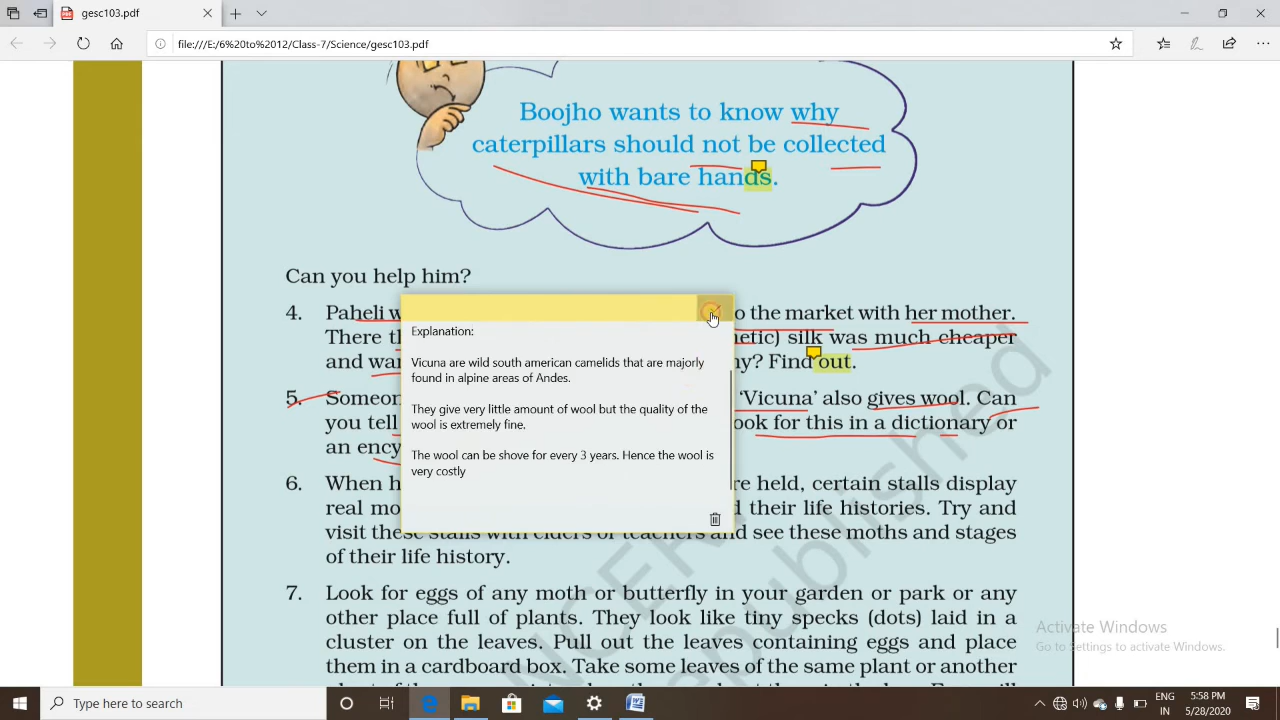 gesc103.pdf
file:///E:/6%20to%2012/Class-7/Science/gesc103.pdf
Boojho wants to know why
caterpillars should not be collected
with bare hands.
Can you help him?
4. Paheli w
o the market with her mother.
There t
etic) silk was much cheaper
and wan
y? Find out.
5. Someon
'Vicuna' also gives wool. Can
you tell
ook for this in a dictionary or
an ency
Explanation:
Vicuna are wild south american camelids that are majorly
found in alpine areas of Andes.
They give very little amount of wool but the quality of the
wool is extremely fine.
The wool can be shove for every 3 years. Hence the wool is
very costly
6. When h
re held, certain stalls display
real mo
d their life histories. Try and
visit these stalls with elders or teachers and see these moths and stages
of their life history.
7. Look for eggs of any moth or butterfly in your garden or park or any
other place full of plants. They look like tiny specks (dots) laid in a
cluster on the leaves. Pull out the leaves containing eggs and place
them in a cardboard box. Take some leaves of the same plant or another
Activate Windows
Go to Settings to activate Windows.
Type here to search
ENG
IN
5:58 PM
5/28/2020